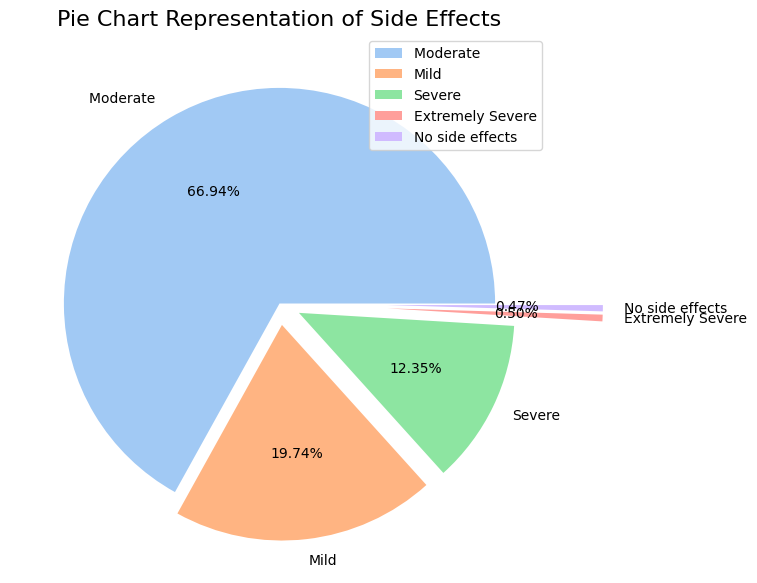 Pie Chart Representation of Side Effects
Moderate
Mild
Severe
Extremely Severe
No side effects
Moderate
66.94%
0.47%
No side effects
0.50%
Extremely Severe
12.35%
Severe
19.74%
Mild